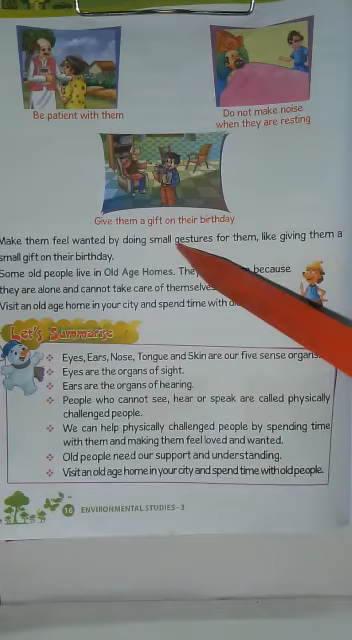 Be patient with them
Do not make noise
when they are resting
Give them a gift on their birthday
Make them feel wanted by doing small gestures for them, like giving them a
small gift on their birthday.
Some old people live in Old Age Homes. They because
they are alone and cannot take care of themselves
Visit an old age home in your city and spend time with
Let's Summarise
❖ Eyes, Ears, Nose, Tongue and Skin are our five sense organs.
❖ Eyes are the organs of sight.
❖ Ears are the organs of hearing.
❖ People who cannot see, hear or speak are called physically
challenged people.
❖ We can help physically challenged people by spending time
with them and making them feel loved and wanted.
❖ Old people need our support and understanding.
❖ Visit an old age home in your city and spend time with old people.
16 ENVIRONMENTAL STUDIES–3